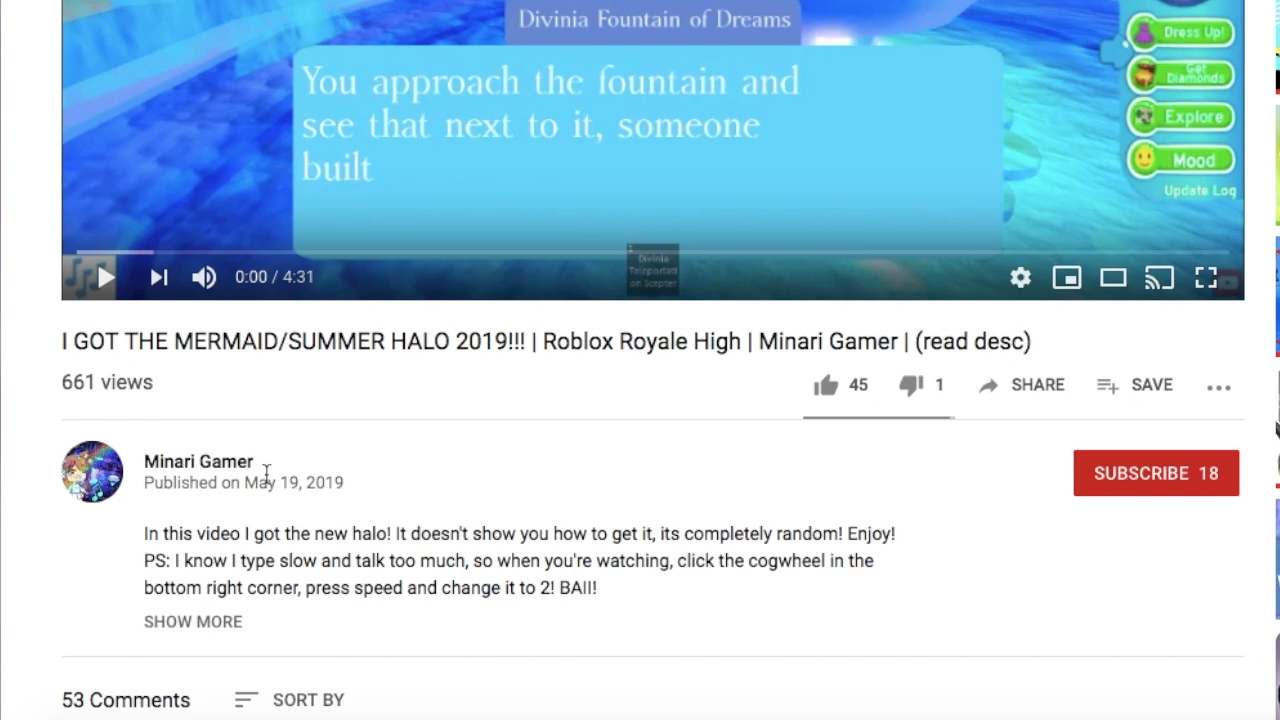 Divinia Fountain of Dreams
Dress Up!
Get
Diamonds
Explore
Mood
Update Log
You approach the fountain and
see that next to it, someone
built
Divinia
Teleportati
on Scepter
0:00 / 4:31
I GOT THE MERMAID/SUMMER HALO 2019!!! | Roblox Royale High | Minari Gamer | (read desc)
661 views
45
1
SHARE
SAVE
Minari Gamer
Published on May 19, 2019
SUBSCRIBE 18
In this video I got the new halo! It doesn't show you how to get it, its completely random! Enjoy!
PS: I know I type slow and talk too much, so when you're watching, click the cogwheel in the
bottom right corner, press speed and change it to 2! BAII!
SHOW MORE
53 Comments
SORT BY